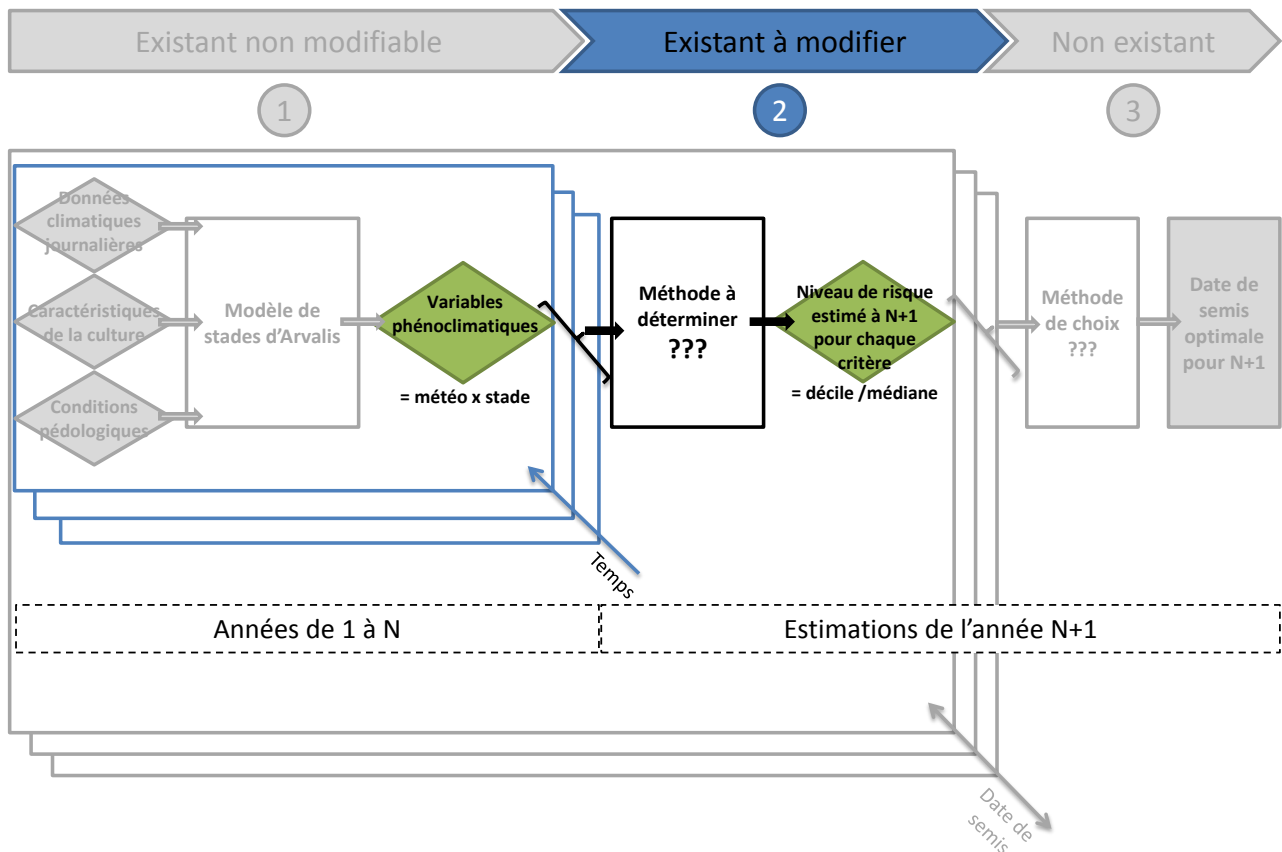 Existant non modifiable
Existant à modifier
Non existant
1
2
3
Données
climatiques
journalières
Caractéristiques
de la culture
Conditions
pédologiques
Modèle de
stades d'Arvalis
Variables
phénoclimatiques
= météo x stade
Méthode à
déterminer
???
Niveau de risque
estimé à N+1
pour chaque
critère
= décile /médiane
Méthode
de choix
???
Date de
semis
optimale
pour N+1
Temps
Années de 1 à N
Estimations de l'année N+1
Date de
semis